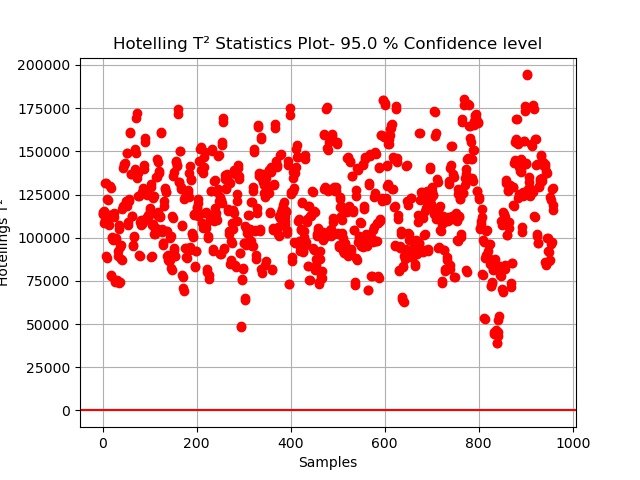 Hotelling T² Statistics Plot- 95.0 % Confidence level
200000
175000
150000
125000
100000
75000
50000
25000
0
Hotellings T²
0 200 400 600 800 1000
Samples